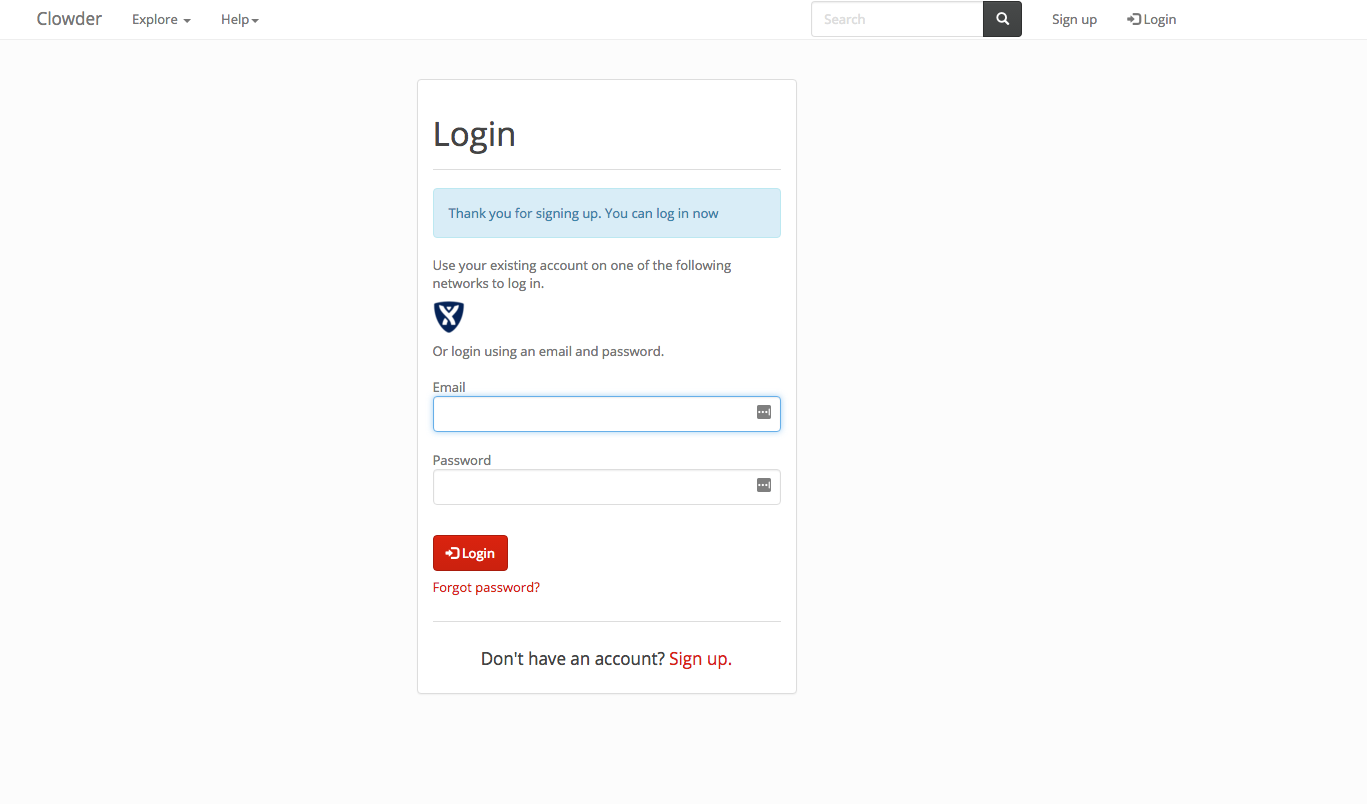 Clowder Explore Help Search Sign up Login
Login
Thank you for signing up. You can log in now
Use your existing account on one of the following
networks to log in.
Or login using an email and password.
Email
Password
Login
Forgot password?
Don't have an account? Sign up.